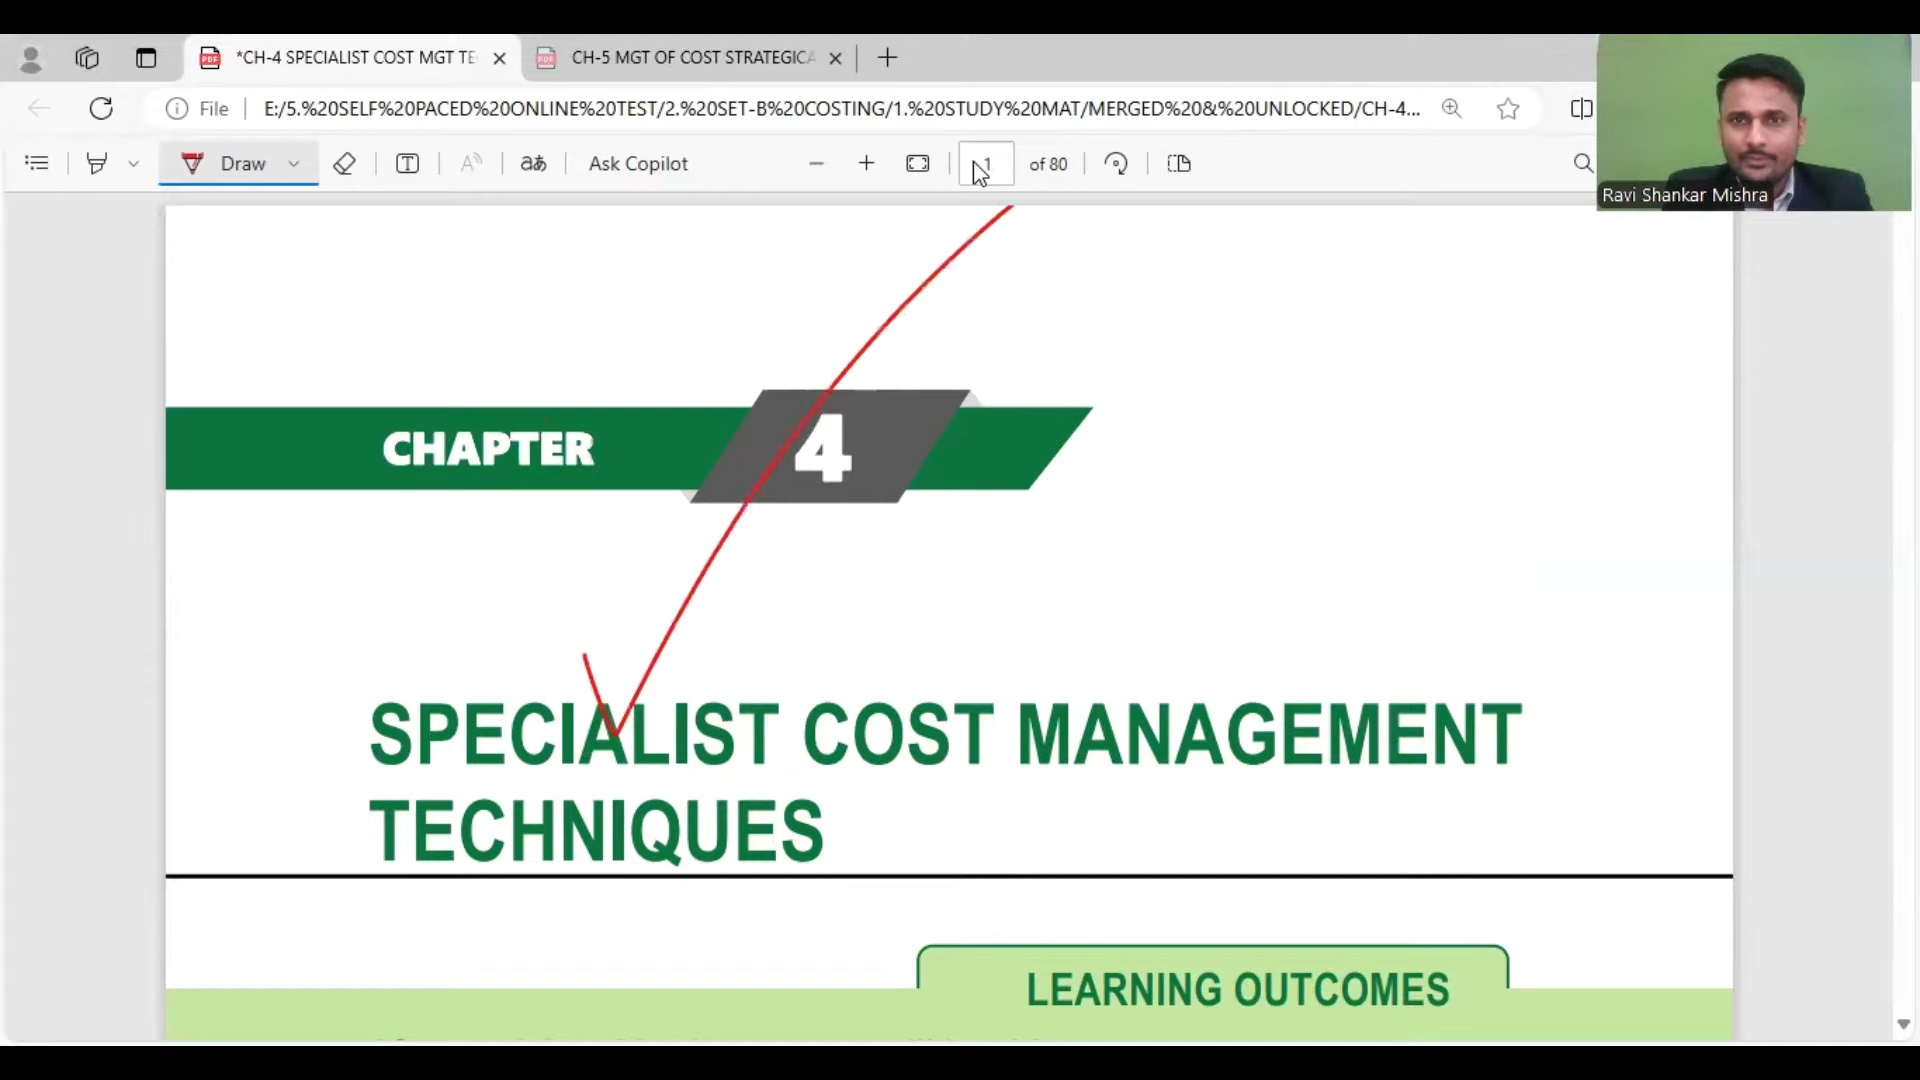 *CH-4 SPECIALIST COST MGT TE
CH-5 MGT OF COST STRATEGICA
File
E:/5.%20SELF%20PACED%20ONLINE%20TEST/2.%20SET-B%20COSTING/1.%20STUDY%20MAT/MERGED%20&%20UNLOCKED/CH-4...
Draw
Ask Copilot
1
of 80
Ravi Shankar Mishra
CHAPTER 4
SPECIALIST COST MANAGEMENT
TECHNIQUES
LEARNING OUTCOMES